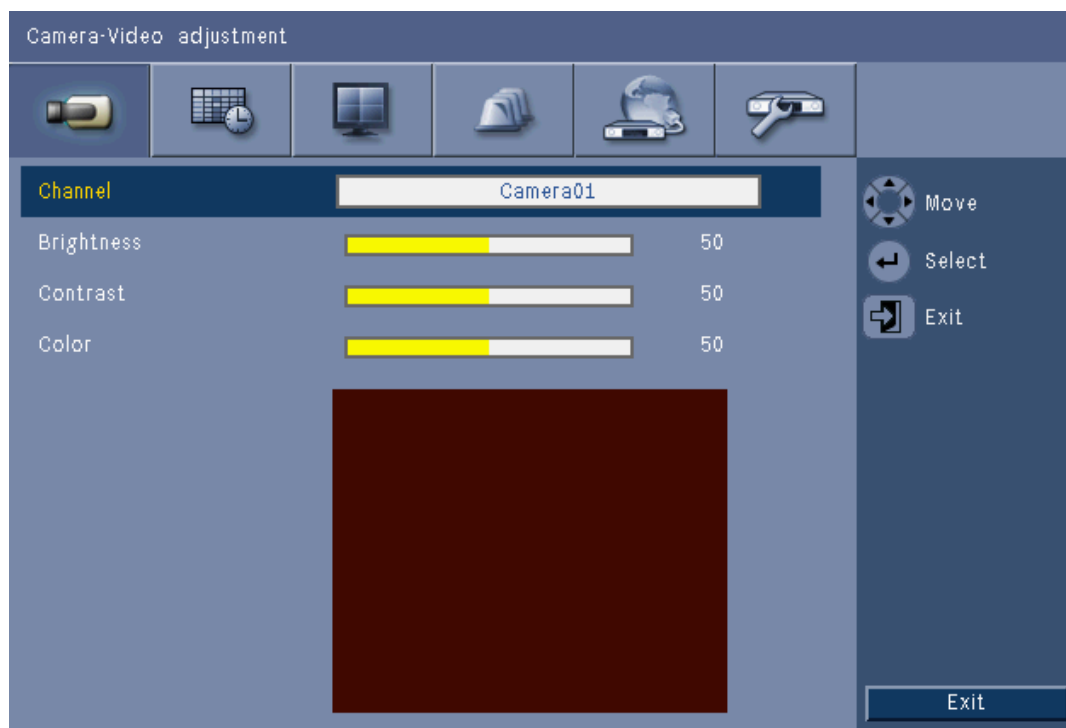 Camera-Video adjustment
Channel Camera01
Brightness 50
Contrast 50
Color 50
Move
Select
Exit
Exit